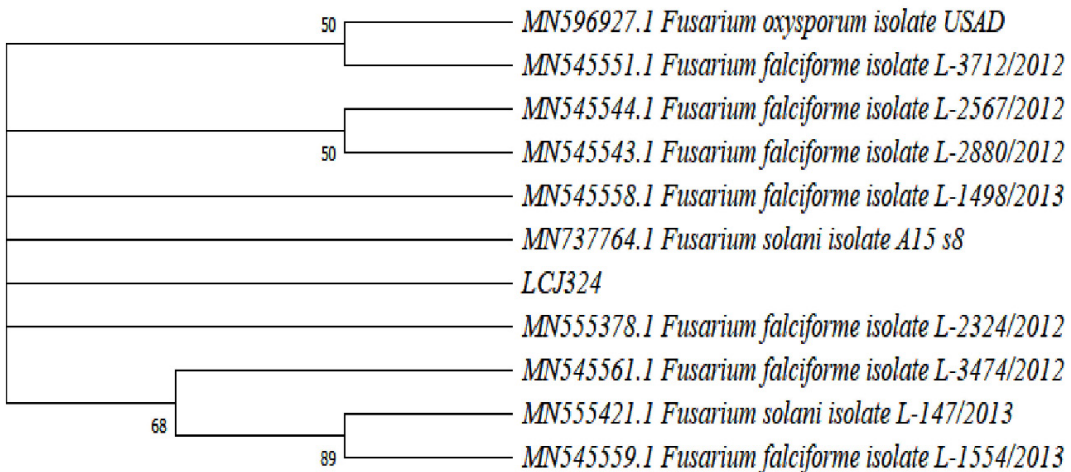 50
MN596927.1 Fusarium oxysporum isolate USAD
MN545551.1 Fusarium falciforme isolate L-3712/2012
MN545544.1 Fusarium falciforme isolate L-2567/2012
50
MN545543.1 Fusarium falciforme isolate L-2880/2012
MN545558.1 Fusarium falciforme isolate L-1498/2013
MN737764.1 Fusarium solani isolate A15 s8
LCJ324
MN555378.1 Fusarium falciforme isolate L-2324/2012
MN545561.1 Fusarium falciforme isolate L-3474/2012
68
MN555421.1 Fusarium solani isolate L-147/2013
89
MN545559.1 Fusarium falciforme isolate L-1554/2013